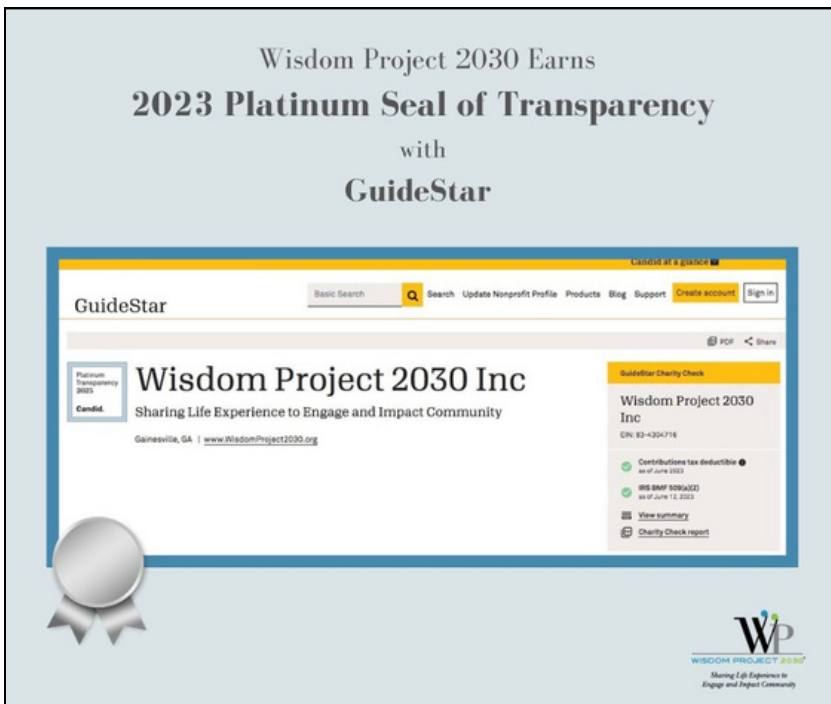 Wisdom Project 2030 Earns
2023 Platinum Seal of Transparency
with
GuideStar
Candid at a glance
GuideStar
Basic Search
Search Update Nonprofit Profile Products Blog Support Create account Sign in
PDF Share
Platinum
Transparency
2023
Candid.
Wisdom Project 2030 Inc
Sharing Life Experience to Engage and Impact Community
Gainesville, GA | www.WisdomProject2030.org
GuideStar Charity Check
Wisdom Project 2030
Inc
EIN: 83-4304716
Contributions tax deductible
as of June 2023
IRS BMF 509(a)(2)
as of June 12, 2023
View summary
Charity Check report
WP
WISDOM PROJECT 2030
Sharing Life Experience to
Engage and Impact Community